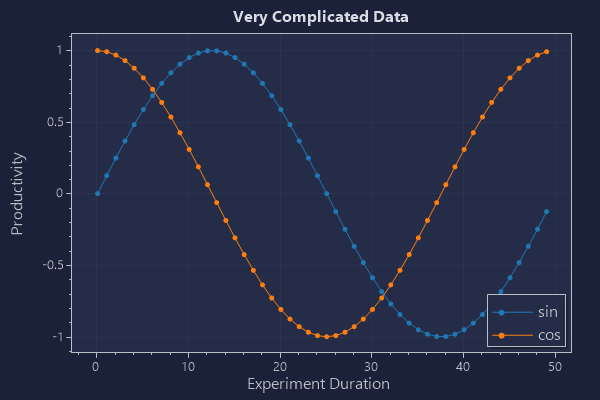 Very Complicated Data
Productivity
1
0.5
0
-0.5
-1
0
10
20
30
40
50
Experiment Duration
sin
cos